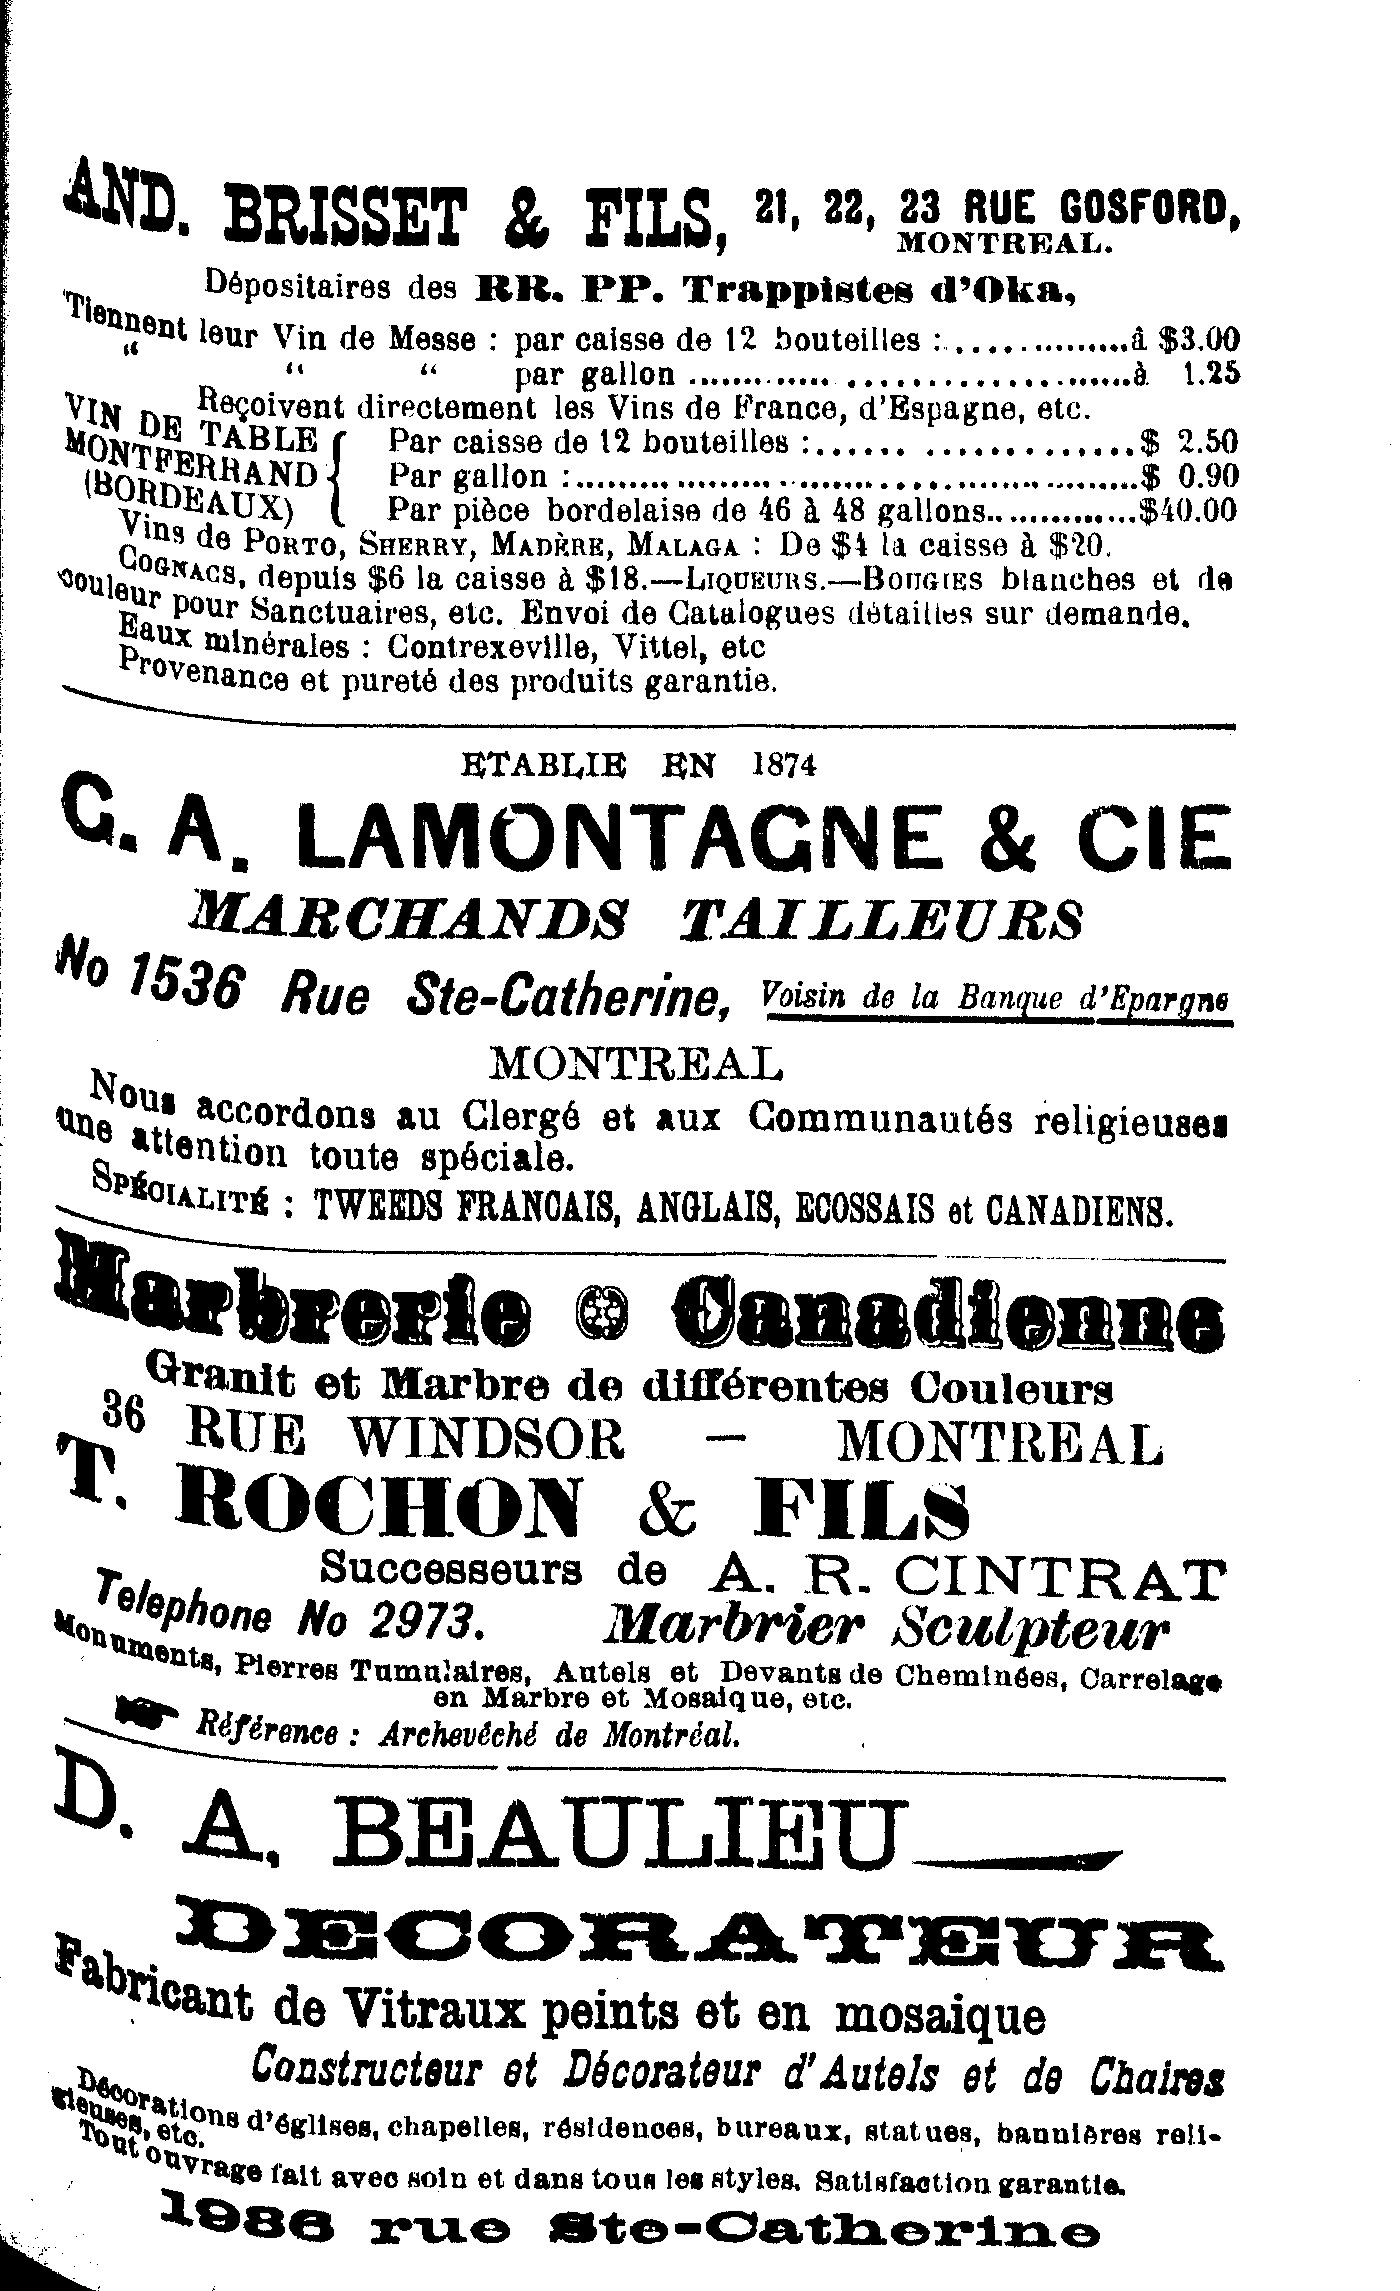 AND. BRISSET & FILS, 21, 22, 23 RUE GOSFORD,
MONTREAL.
Dépositaires des RR. PP. Trappistes d'Oka,
Tiennent leur Vin de Messe : par caisse de 12 bouteilles :................à $3.00
“ “ “ par gallon ................................à 1.25
Reçoivent directement les Vins de France, d'Espagne, etc.
VIN DE TABLE { Par caisse de 12 bouteilles :....................$ 2.50
MONTFERRAND { Par gallon :........................................$ 0.90
(BORDEAUX) { Par pièce bordelaise de 46 à 48 gallons...............$40.00
Vins de PORTO, SHERRY, MADÈRE, MALAGA : De $4 la caisse à $20.
COGNACS, depuis $6 la caisse à $18.—LIQUEURS.—BOUGIES blanches et de
couleur pour Sanctuaires, etc. Envoi de Catalogues détaillés sur demande.
Eaux minérales : Contrexeville, Vittel, etc
Provenance et pureté des produits garantie.
ETABLIE EN 1874
C. A. LAMONTAGNE & CIE
MARCHANDS TAILLEURS
No 1536 Rue Ste-Catherine, Voisin de la Banque d'Epargne
MONTREAL
Nous accordons au Clergé et aux Communautés religieuses
une attention toute spéciale.
SPÉCIALITÉ : TWEEDS FRANCAIS, ANGLAIS, ECOSSAIS et CANADIENS.
Marbrerie Canadienne
Granit et Marbre de différentes Couleurs
36 RUE WINDSOR — MONTREAL
T. ROCHON & FILS
Successeurs de A. R. CINTRAT
Telephone No 2973. Marbrier Sculpteur
Monuments, Pierres Tumulaires, Autels et Devants de Cheminées, Carrelage
en Marbre et Mosaique, etc.
☛ Référence : Archevéché de Montréal.
D. A. BEAULIEU
DECORATEUR
Fabricant de Vitraux peints et en mosaique
Constructeur et Décorateur d'Autels et de Chaires
Décorations d'églises, chapelles, résidences, bureaux, statues, bannières reli-
gieuses, etc.
Tout ouvrage fait avec soin et dans tous les styles. Satisfaction garantie.
1986 rue Ste-Catherine